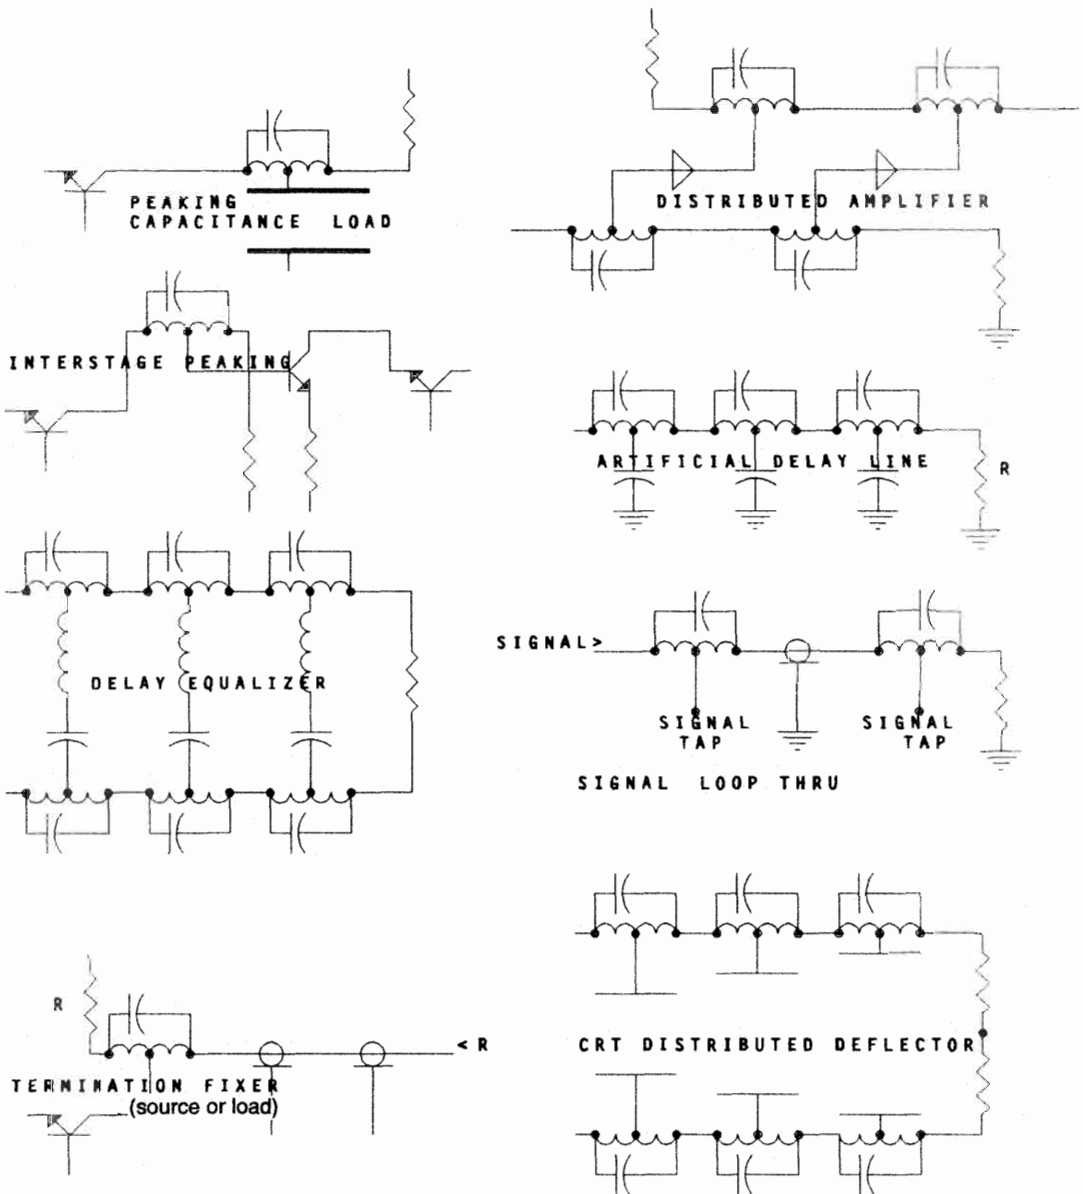 PEAKING
CAPACITANCE LOAD
DISTRIBUTED AMPLIFIER
INTERSTAGE PEAKING
ARTIFICIAL DELAY LINE
R
DELAY EQUALIZER
SIGNAL>
SIGNAL
TAP
SIGNAL
TAP
SIGNAL LOOP THRU
R
<R
TERMINATION FIXER
(source or load)
CRT DISTRIBUTED DEFLECTOR